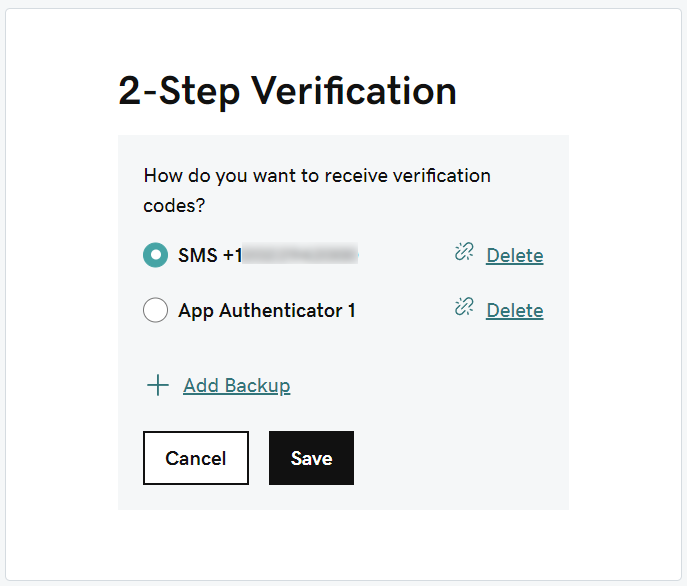 2-Step Verification
How do you want to receive verification
codes?
SMS +1 Delete
App Authenticator 1 Delete
Add Backup
Cancel Save